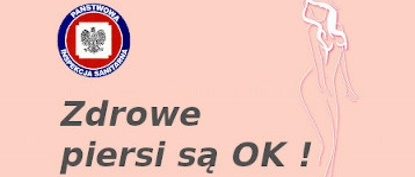 PAŃSTWOWA
INSPEKCJA SANITARNA
Zdrowe
piersi są OK !